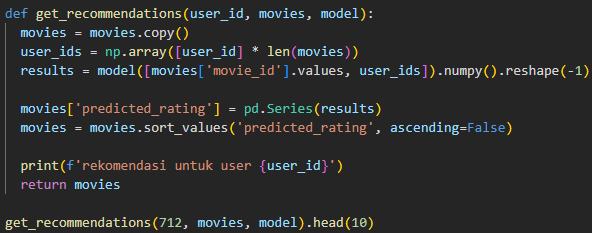 def get_recommendations(user_id, movies, model):
  movies = movies.copy()
  user_ids = np.array([user_id] * len(movies))
  results = model([movies['movie_id'].values, user_ids]).numpy().reshape(-1)

  movies['predicted_rating'] = pd.Series(results)
  movies = movies.sort_values('predicted_rating', ascending=False)

  print(f'rekomendasi untuk user {user_id}')
  return movies

get_recommendations(712, movies, model).head(10)